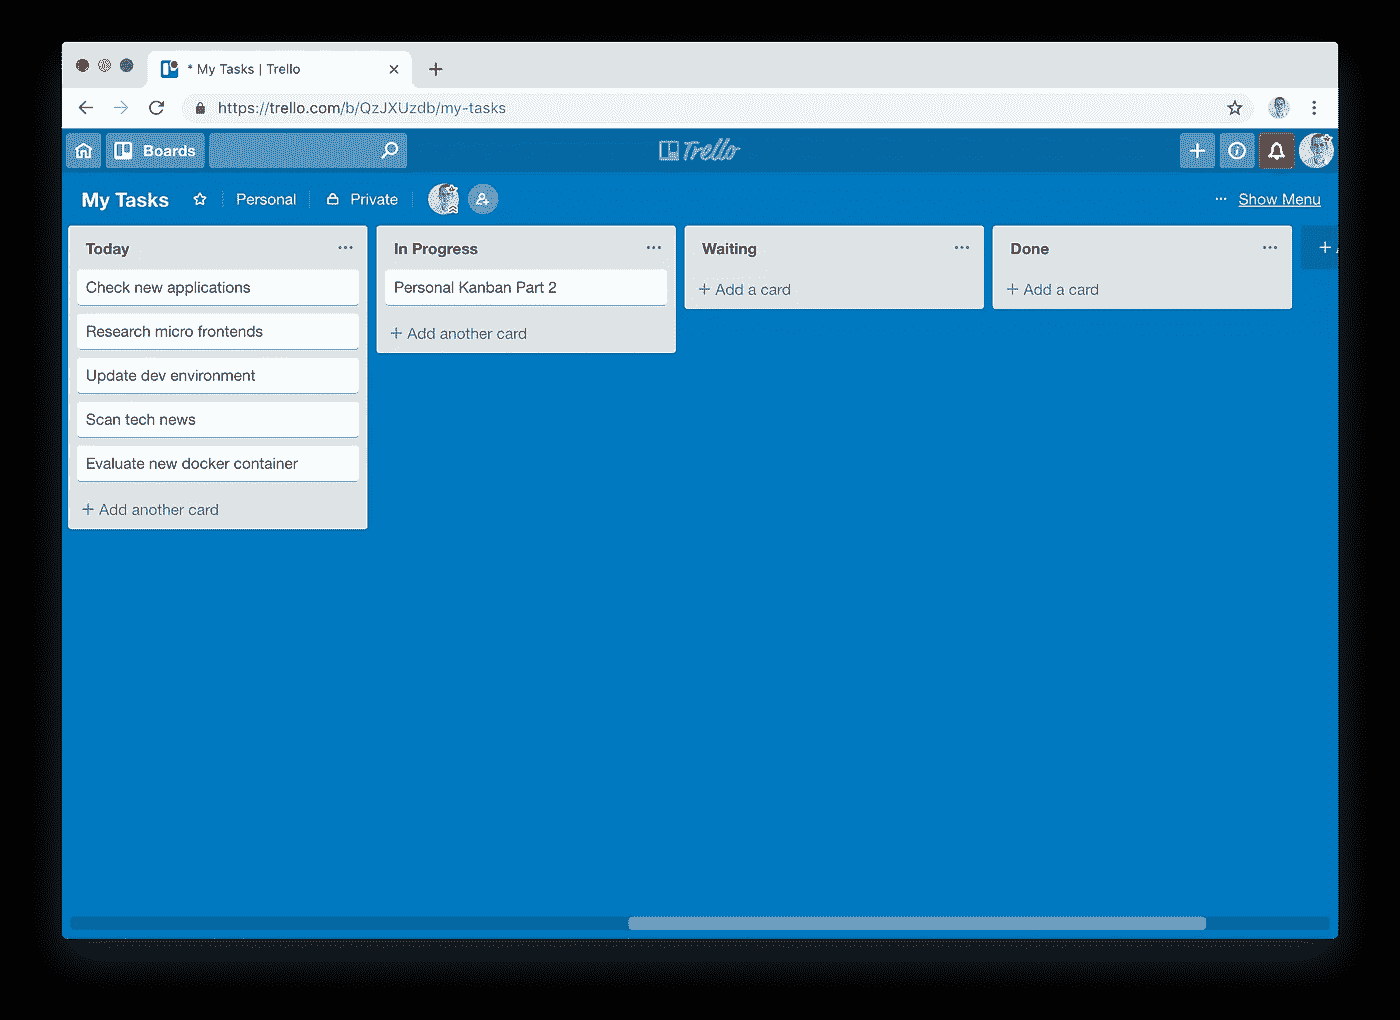 * My Tasks | Trello
https://trello.com/b/QzJXUzdb/my-tasks
Boards
Trello
My Tasks
Personal
Private
Show Menu
Today
Check new applications
Research micro frontends
Update dev environment
Scan tech news
Evaluate new docker container
+ Add another card
In Progress
Personal Kanban Part 2
+ Add another card
Waiting
+ Add a card
Done
+ Add a card